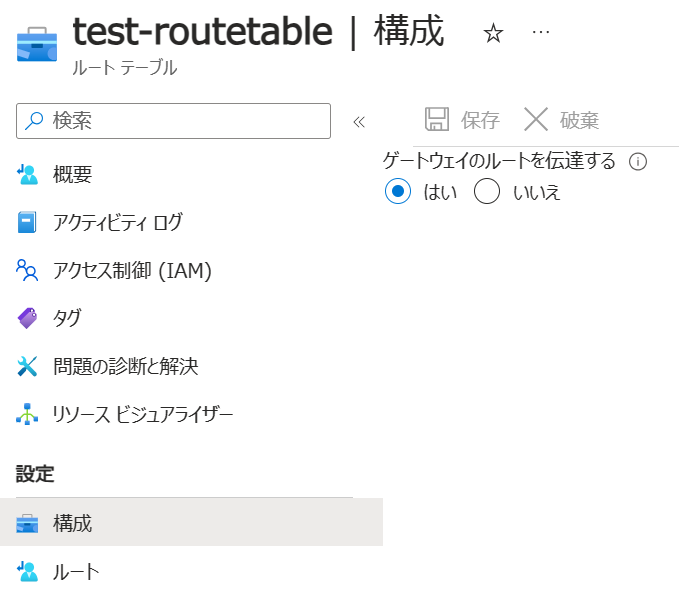 test-routetable | 構成
ルート テーブル
検索
保存
破棄
ゲートウェイのルートを伝達する
はい
いいえ
概要
アクティビティ ログ
アクセス制御 (IAM)
タグ
問題の診断と解決
リソース ビジュアライザー
設定
構成
ルート